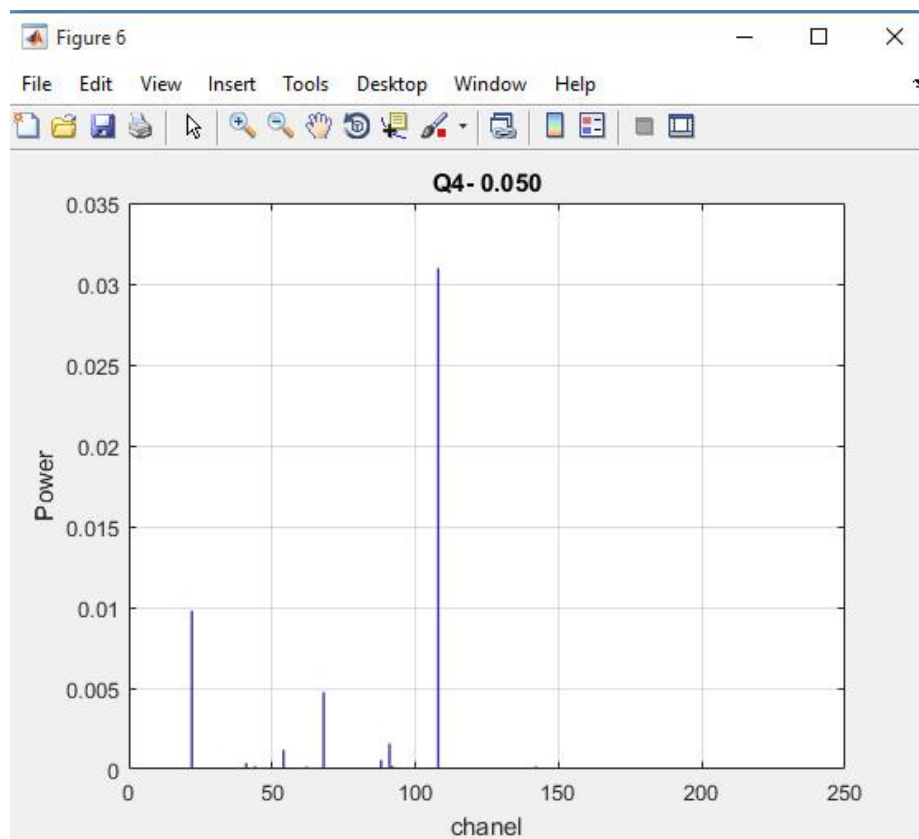 Figure 6
File Edit View Insert Tools Desktop Window Help
Q4- 0.050
0.035
0.03
0.025
0.02
0.015
0.01
0.005
0
Power
0 50 100 150 200 250
chanel